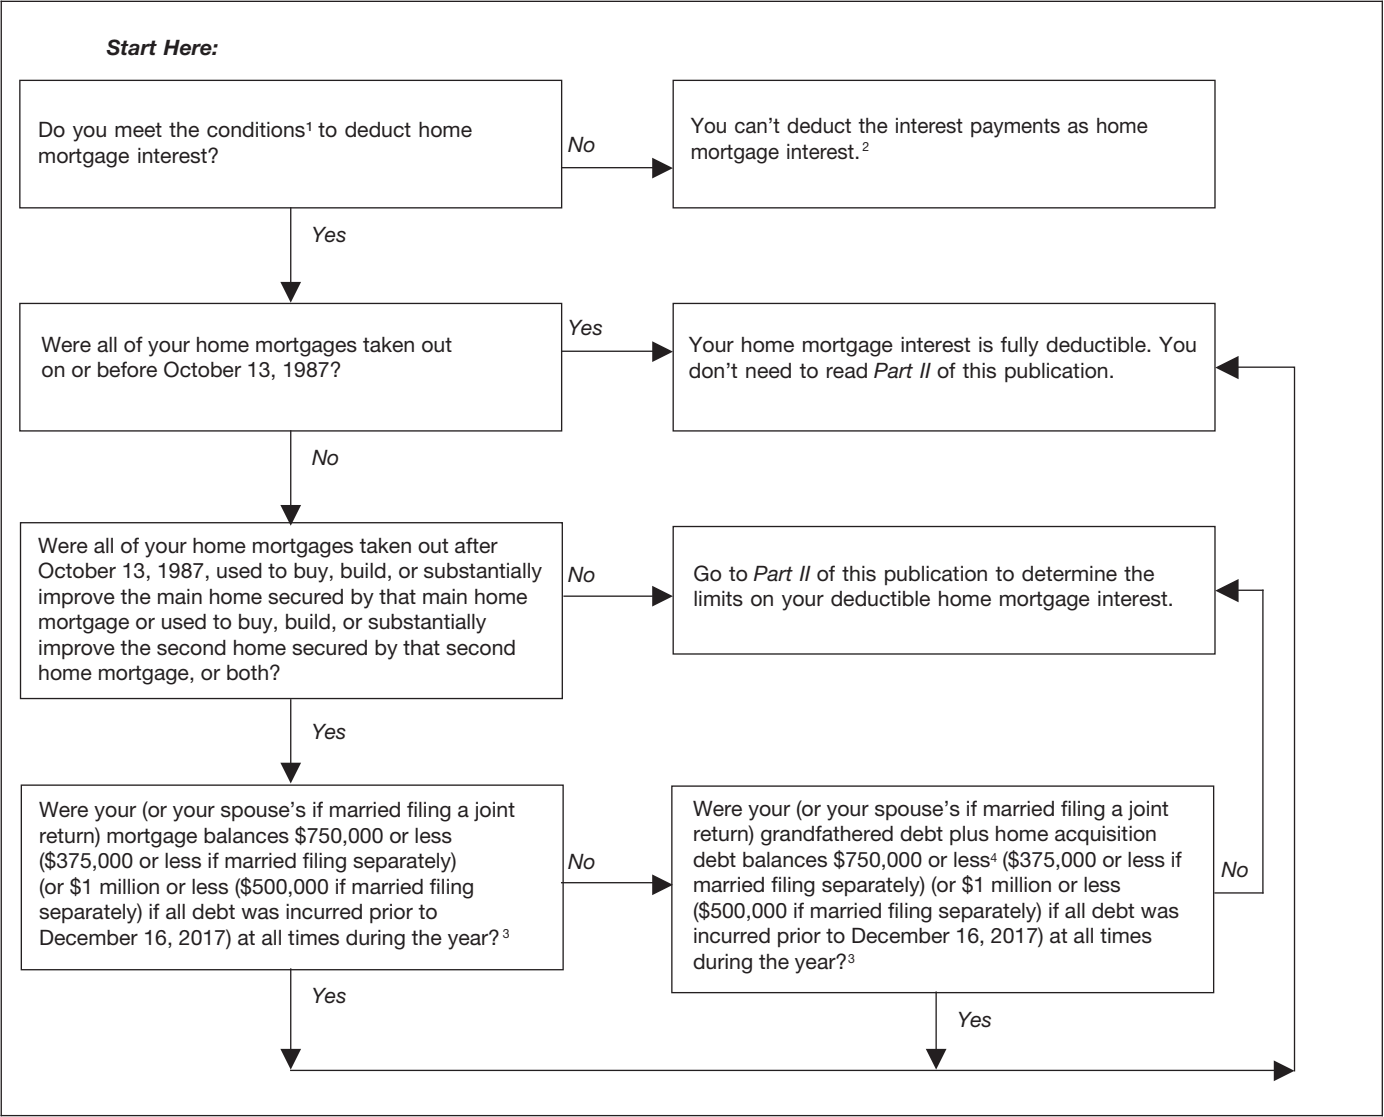 Start Here:
Do you meet the conditions¹ to deduct home
mortgage interest?
No
You can’t deduct the interest payments as home
mortgage interest. ²
Yes
Were all of your home mortgages taken out
on or before October 13, 1987?
Yes
Your home mortgage interest is fully deductible. You
don’t need to read Part II of this publication.
No
Were all of your home mortgages taken out after
October 13, 1987, used to buy, build, or substantially
improve the main home secured by that main home
mortgage or used to buy, build, or substantially
improve the second home secured by that second
home mortgage, or both?
No
Go to Part II of this publication to determine the
limits on your deductible home mortgage interest.
Yes
Were your (or your spouse’s if married filing a joint
return) mortgage balances $750,000 or less
($375,000 or less if married filing separately)
(or $1 million or less ($500,000 if married filing
separately) if all debt was incurred prior to
December 16, 2017) at all times during the year? ³
No
Were your (or your spouse’s if married filing a joint
return) grandfathered debt plus home acquisition
debt balances $750,000 or less⁴ ($375,000 or less if
married filing separately) (or $1 million or less
($500,000 if married filing separately) if all debt was
incurred prior to December 16, 2017) at all times
during the year?³
No
Yes
Yes